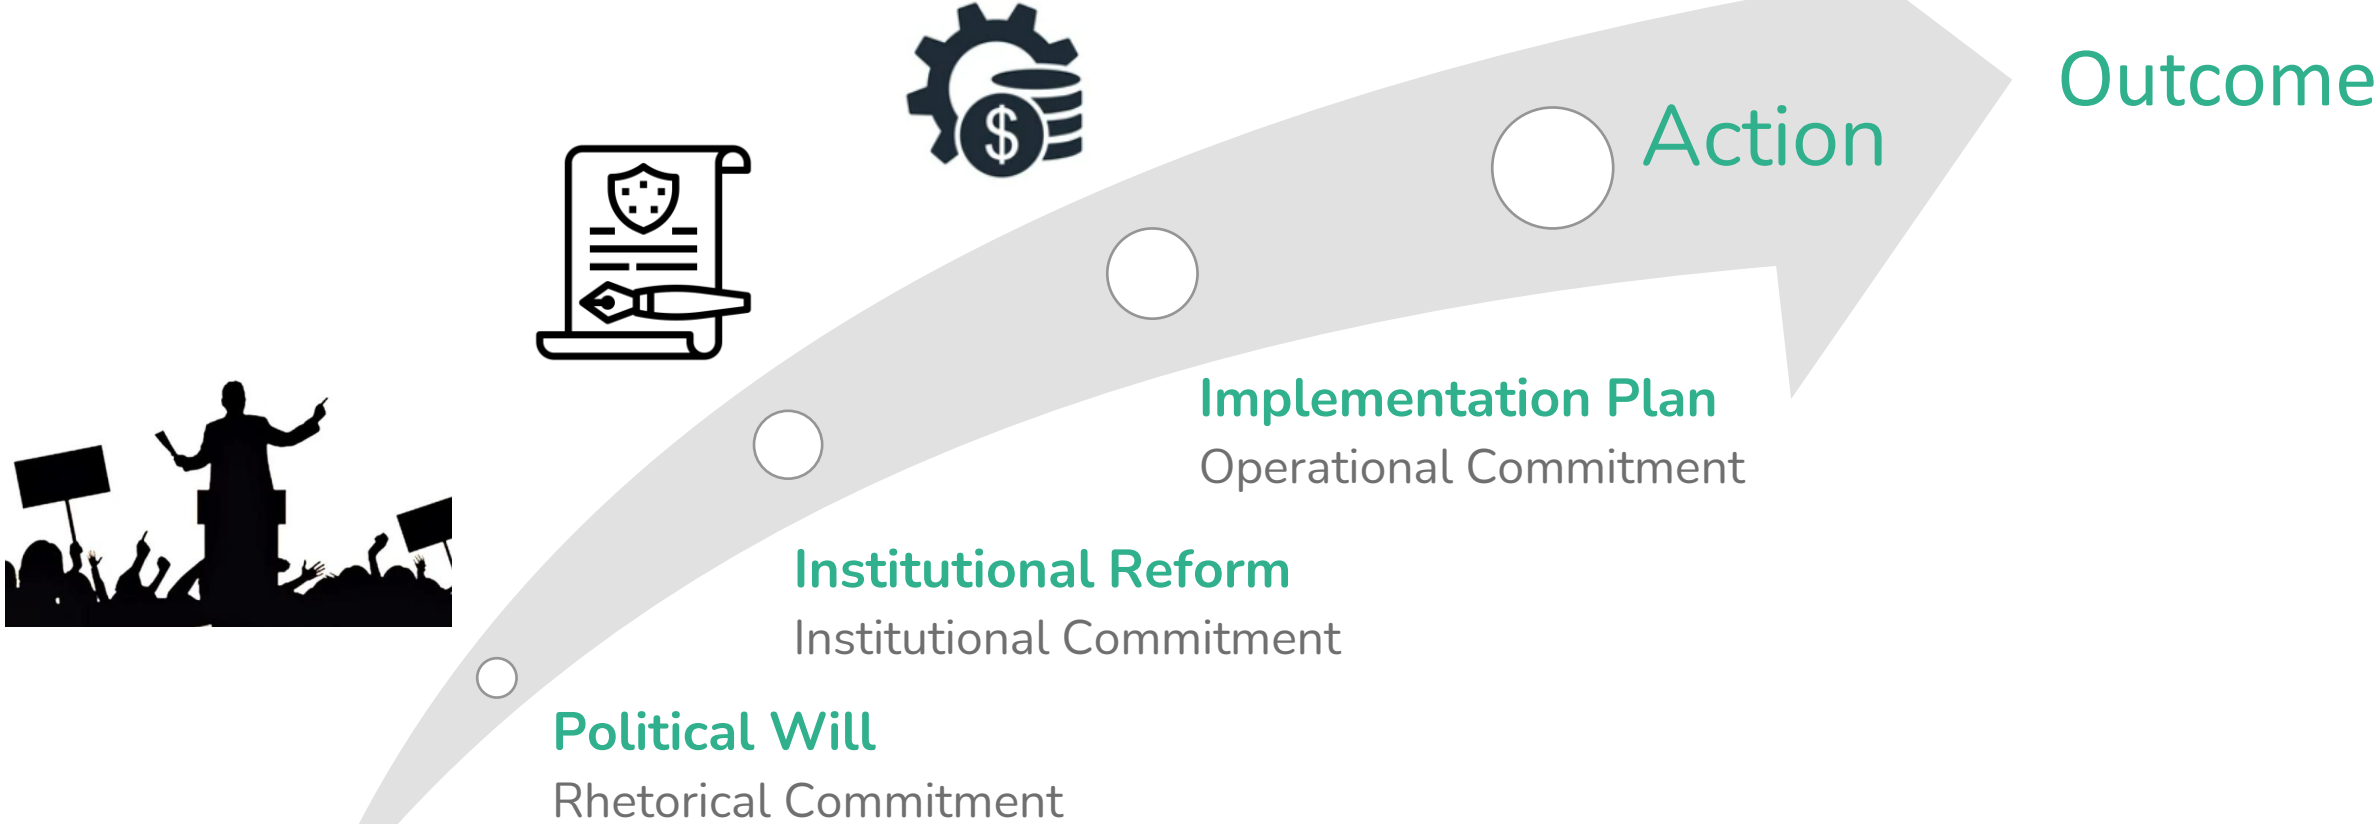 Outcome
Action
Implementation Plan
Operational Commitment
Institutional Reform
Institutional Commitment
Political Will
Rhetorical Commitment
$